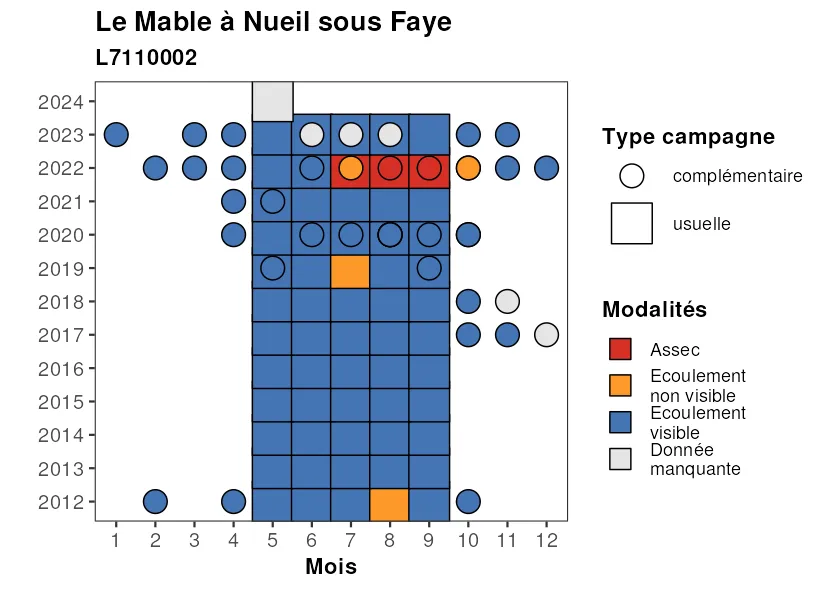 Le Mable à Nueil sous Faye
L7110002
2024
2023
2022
2021
2020
2019
2018
2017
2016
2015
2014
2013
2012
1 2 3 4 5 6 7 8 9 10 11 12
Mois
Type campagne
complémentaire
usuelle
Modalités
Assec
Ecoulement
non visible
Ecoulement
visible
Donnée
manquante